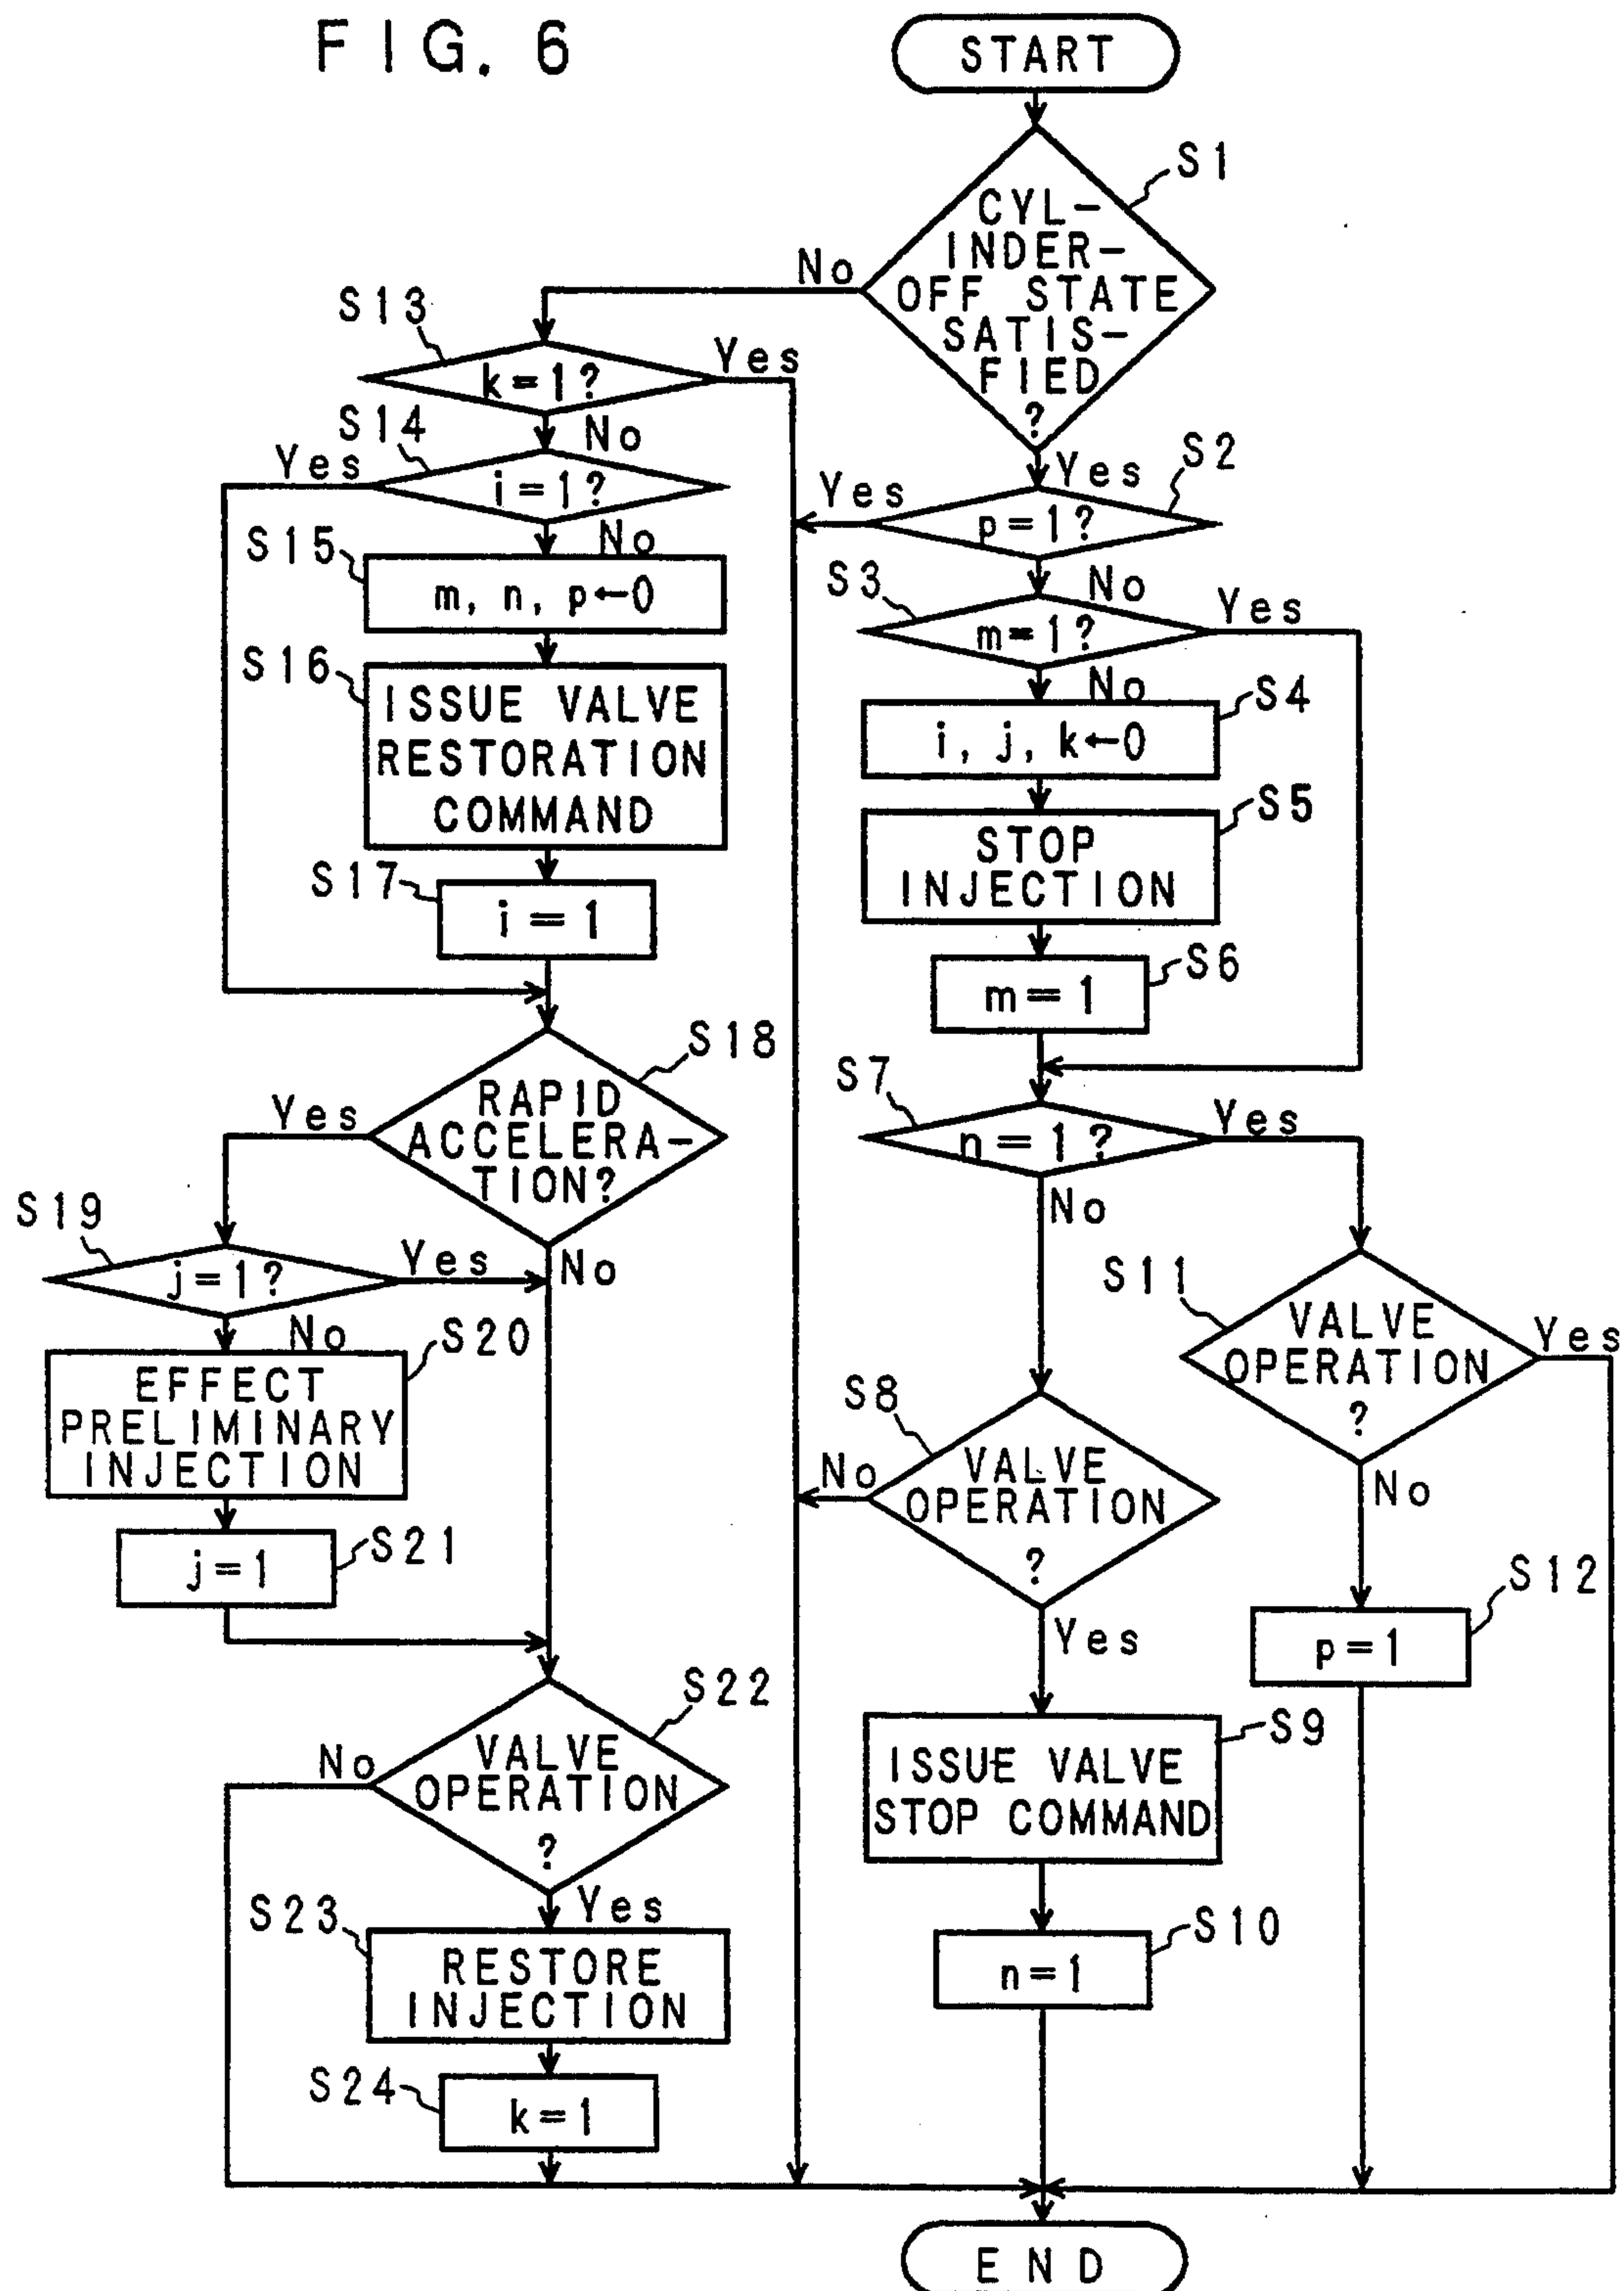 FIG. 6
START
S1
CYL-
INDER-
OFF STATE
SATIS-
FIED
?
No
Yes
S13
k=1?
Yes
No
S14
i=1?
Yes
No
S15
m, n, p←0
S16
ISSUE VALVE
RESTORATION
COMMAND
S17
i=1
S18
RAPID
ACCELERA-
TION?
Yes
No
S19
j=1?
Yes
No
S20
EFFECT
PRELIMINARY
INJECTION
S21
j=1
S22
VALVE
OPERATION
?
No
Yes
S23
RESTORE
INJECTION
S24
k=1
S2
p=1?
Yes
No
S3
m=1?
Yes
No
S4
i, j, k←0
S5
STOP
INJECTION
S6
m=1
S7
n=1?
Yes
No
S8
VALVE
OPERATION
?
No
Yes
S9
ISSUE VALVE
STOP COMMAND
S10
n=1
S11
VALVE
OPERATION
?
Yes
No
S12
p=1
END